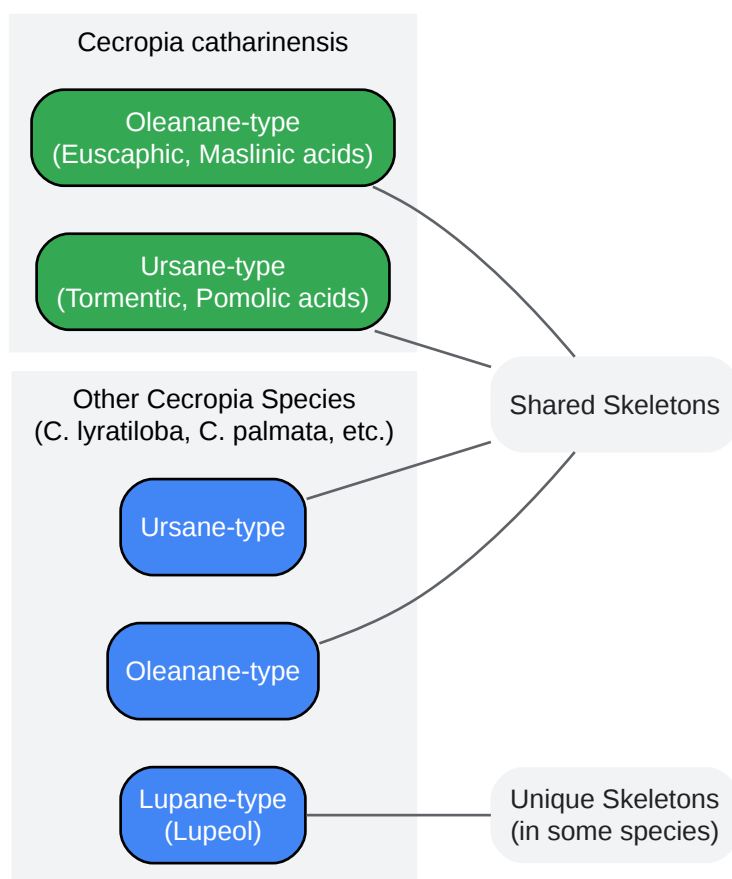 Cecropia catharinensis
Oleanane-type
(Euscaphic, Maslinic acids)
Ursane-type
(Tormentic, Pomolic acids)
Shared Skeletons
Other Cecropia Species
(C. lyratiloba, C. palmata, etc.)
Ursane-type
Oleanane-type
Lupane-type
(Lupeol)
Unique Skeletons
(in some species)